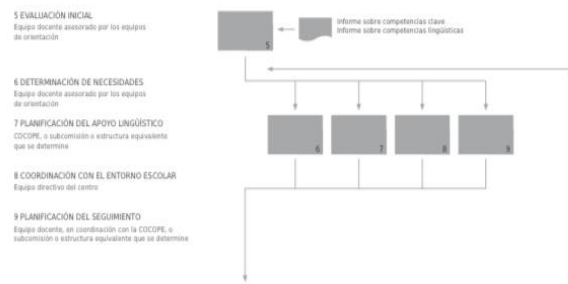 5 EVALUACIÓN INICIAL
Equipo docente asesorado por los equipos
de orientación
Informe sobre competencias clave
Informe sobre competencias lingüísticas
5
6 DETERMINACIÓN DE NECESIDADES
Equipo docente asesorado por los equipos
de orientación
7 PLANIFICACIÓN DEL APOYO LINGÜÍSTICO
COCOPE, o subcomisión o estructura equivalente
que se determine
6 7 8 9
8 COORDINACIÓN CON EL ENTORNO ESCOLAR
Equipo directivo del centro
9 PLANIFICACIÓN DEL SEGUIMIENTO
Equipo docente, en coordinación con la COCOPE, o
subcomisión o estructura equivalente que se determine